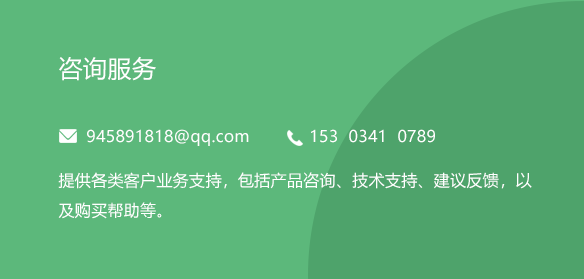 咨询服务
945891818@qq.com 153 0341 0789
提供各类客户业务支持，包括产品咨询、技术支持、建议反馈，以
及购买帮助等。